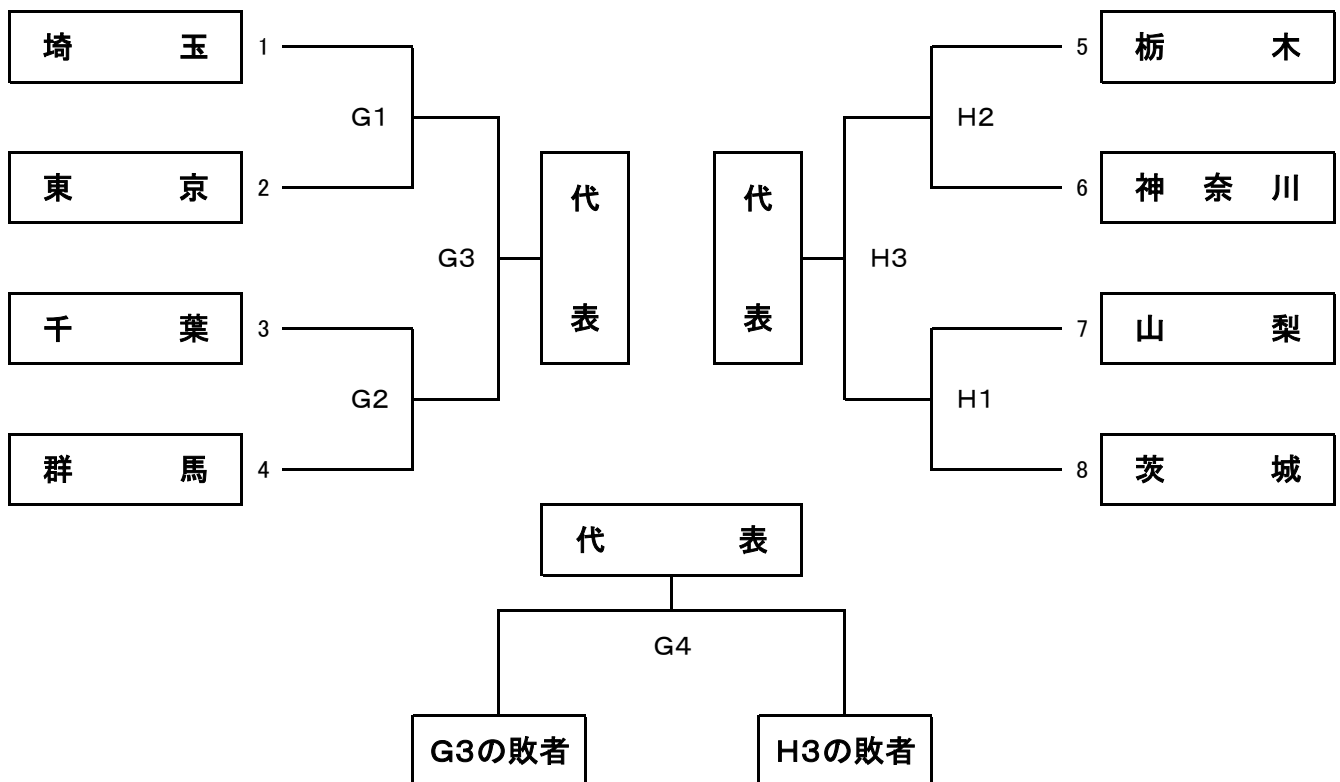 埼玉 1
G1
東京 2
G3
千葉 3
G2
群馬 4
代表
代表
5 栃木
H2
6 神奈川
H3
7 山梨
H1
8 茨城
代表
G4
G3の敗者
H3の敗者